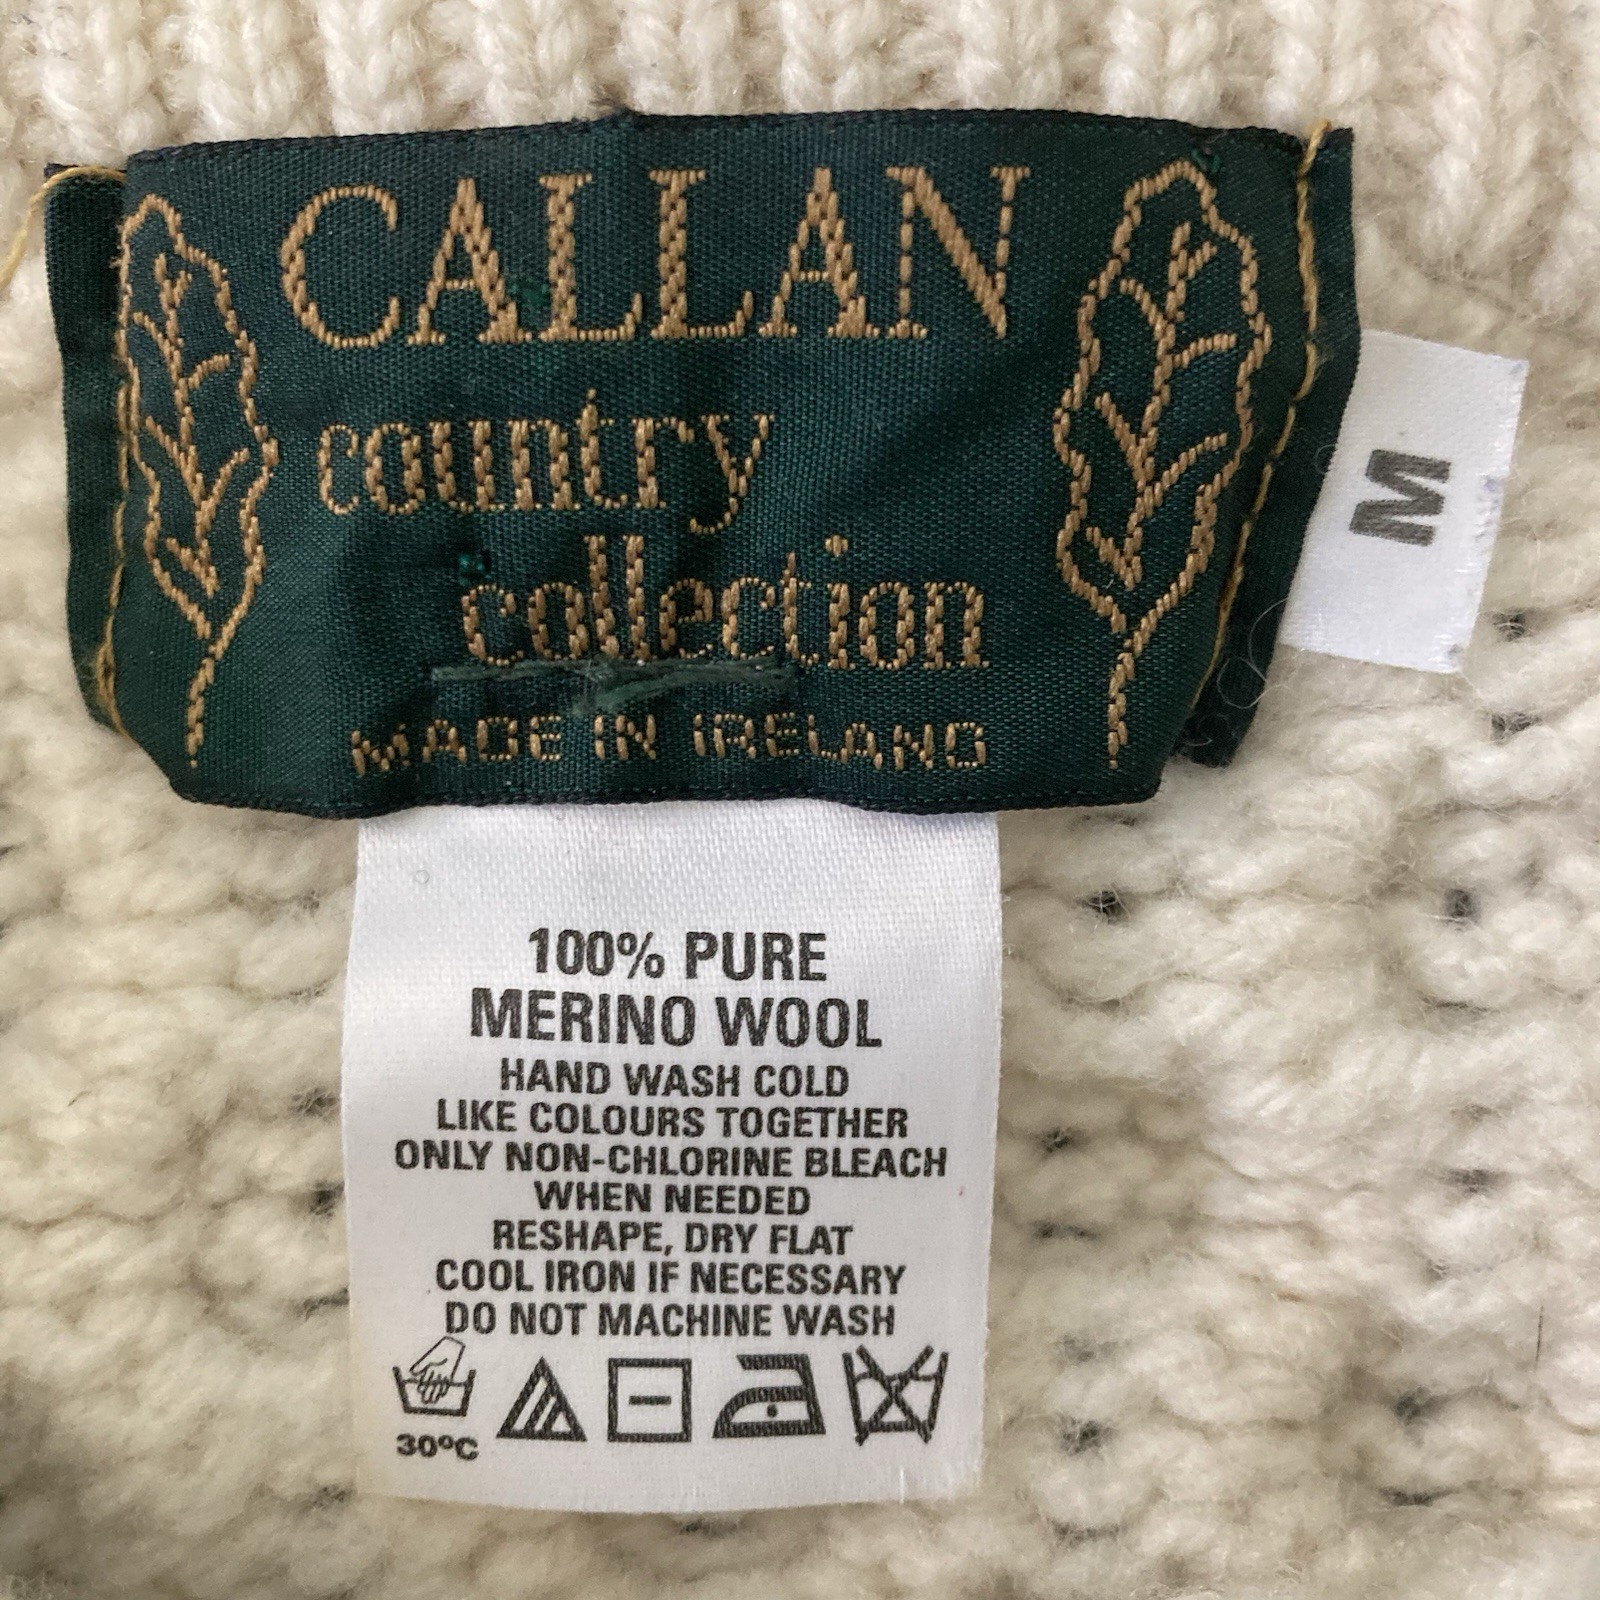 CALLAN
country
collection
MADE IN IRELAND
M
100% PURE
MERINO WOOL
HAND WASH COLD
LIKE COLOURS TOGETHER
ONLY NON-CHLORINE BLEACH
WHEN NEEDED
RESHAPE, DRY FLAT
COOL IRON IF NECESSARY
DO NOT MACHINE WASH
30ºC